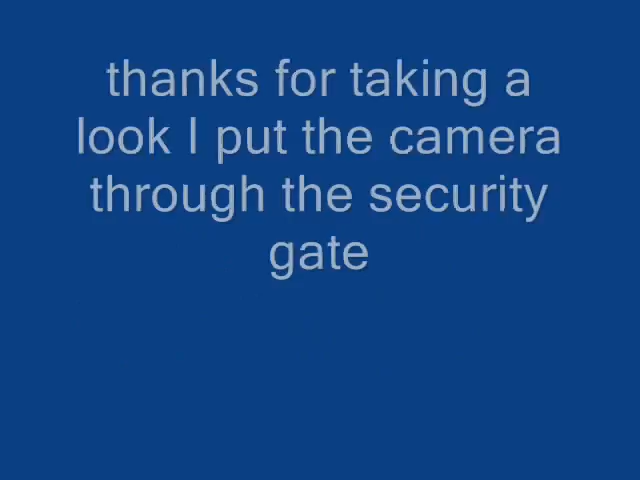 thanks for taking a
look I put the camera
through the security
gate